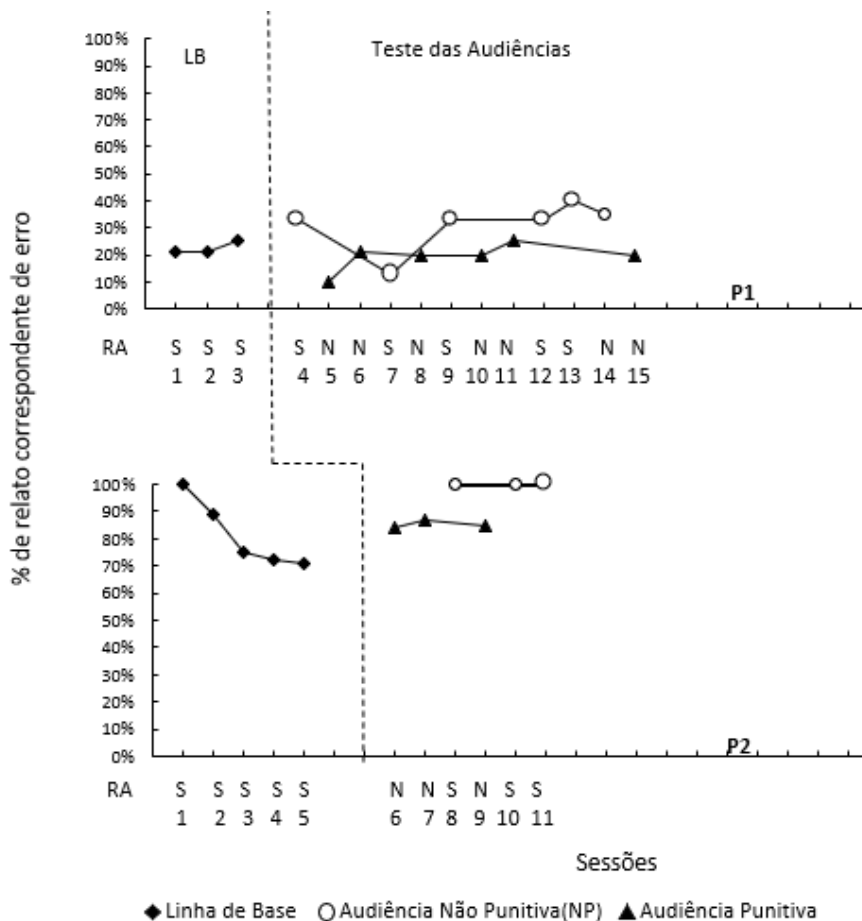 % de relato correspondente de erro
LB
Teste das Audiências
100%
90%
80%
70%
60%
50%
40%
30%
20%
10%
0%
P1
RA S S S S N N S N S N N S S N N
1 2 3 4 5 6 7 8 9 10 11 12 13 14 15
100%
90%
80%
70%
60%
50%
40%
30%
20%
10%
0%
P2
RA S S S S S N N S N S S
1 2 3 4 5 6 7 8 9 10 11
Sessões
Linha de Base Audiência Não Punitiva(NP) Audiência Punitiva